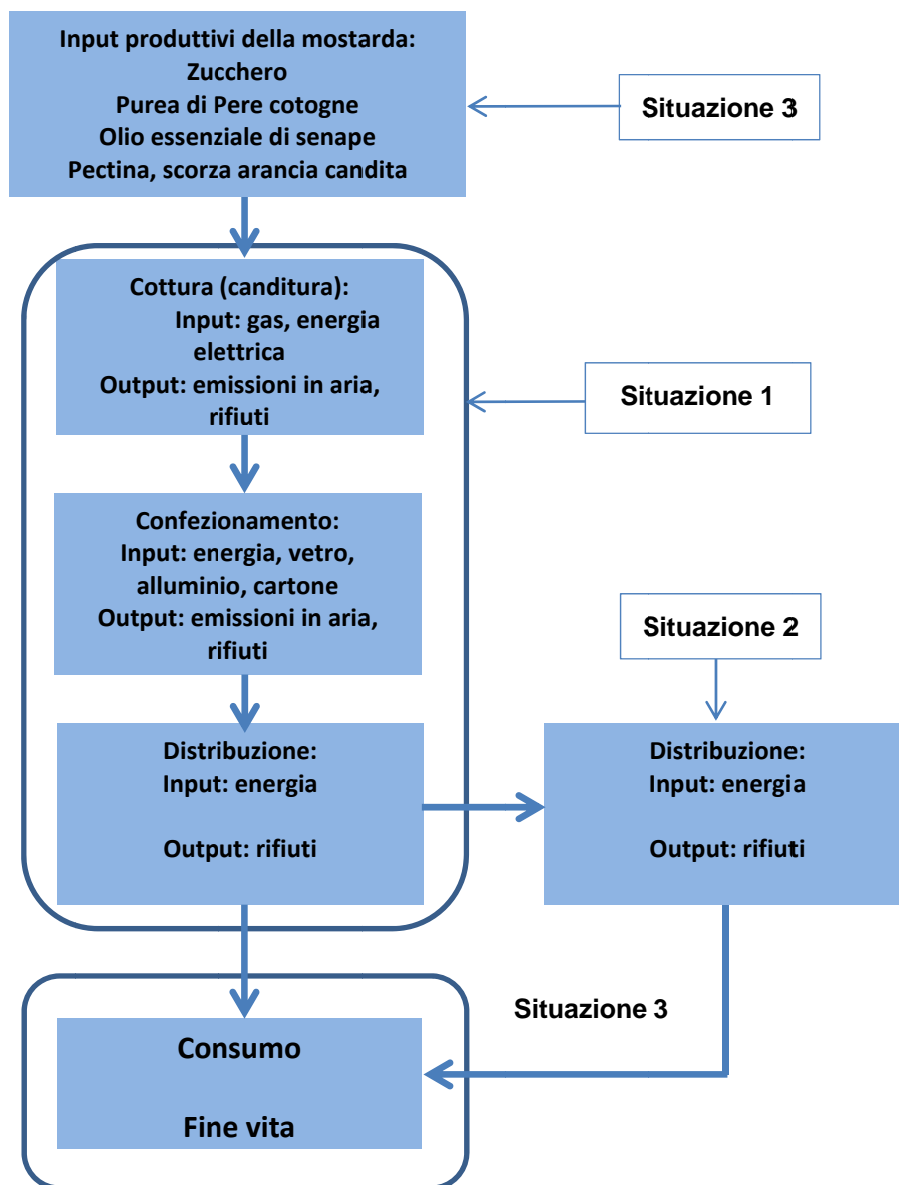 Input produttivi della mostarda:
Zucchero
Purea di Pere cotogne
Olio essenziale di senape
Pectina, scorza arancia candita
Situazione 3
Cottura (canditura):
Input: gas, energia
elettrica
Output: emissioni in aria,
rifiuti
Situazione 1
Confezionamento:
Input: energia, vetro,
alluminio, cartone
Output: emissioni in aria,
rifiuti
Situazione 2
Distribuzione:
Input: energia
Output: rifiuti
Distribuzione:
Input: energia
Output: rifiuti
Situazione 3
Consumo
Fine vita